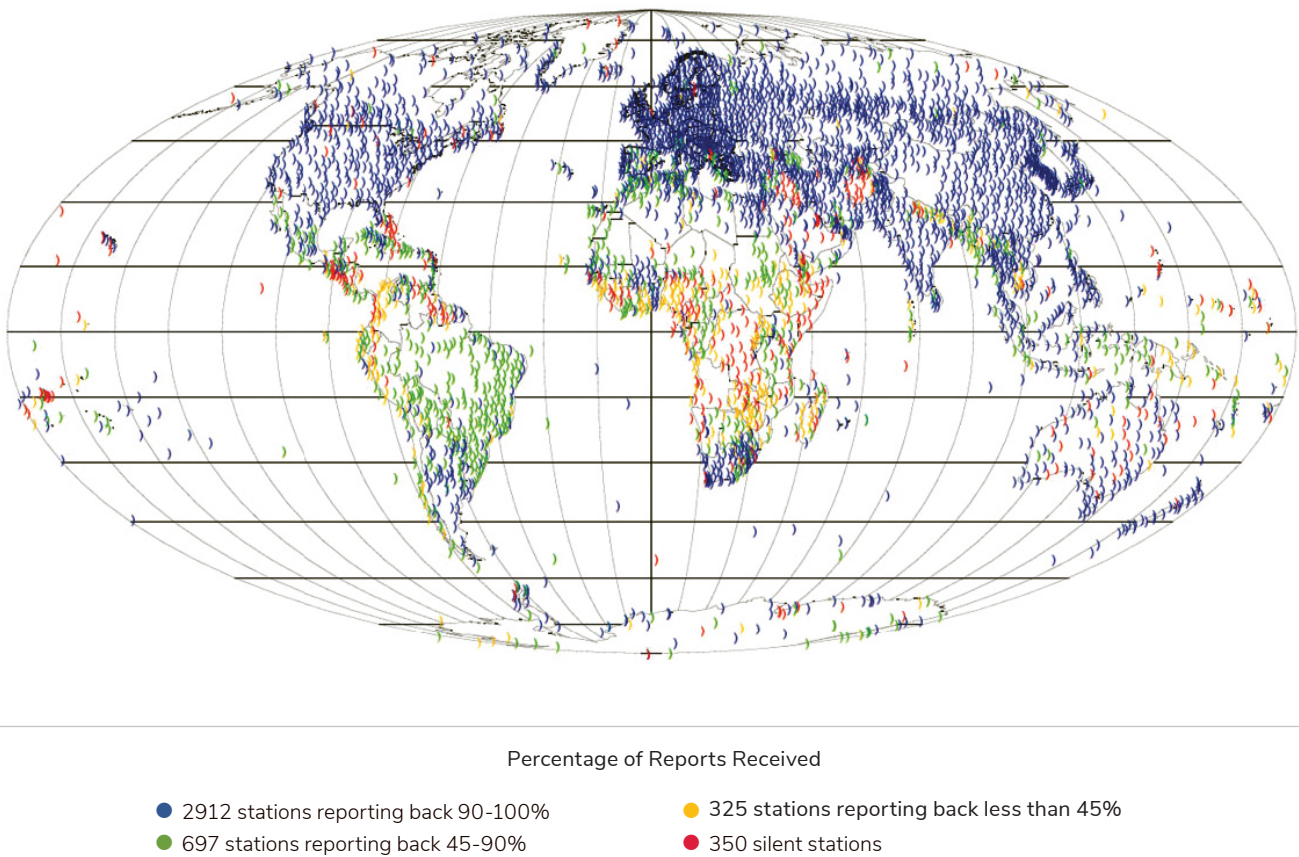 Percentage of Reports Received
2912 stations reporting back 90-100%
325 stations reporting back less than 45%
697 stations reporting back 45-90%
350 silent stations